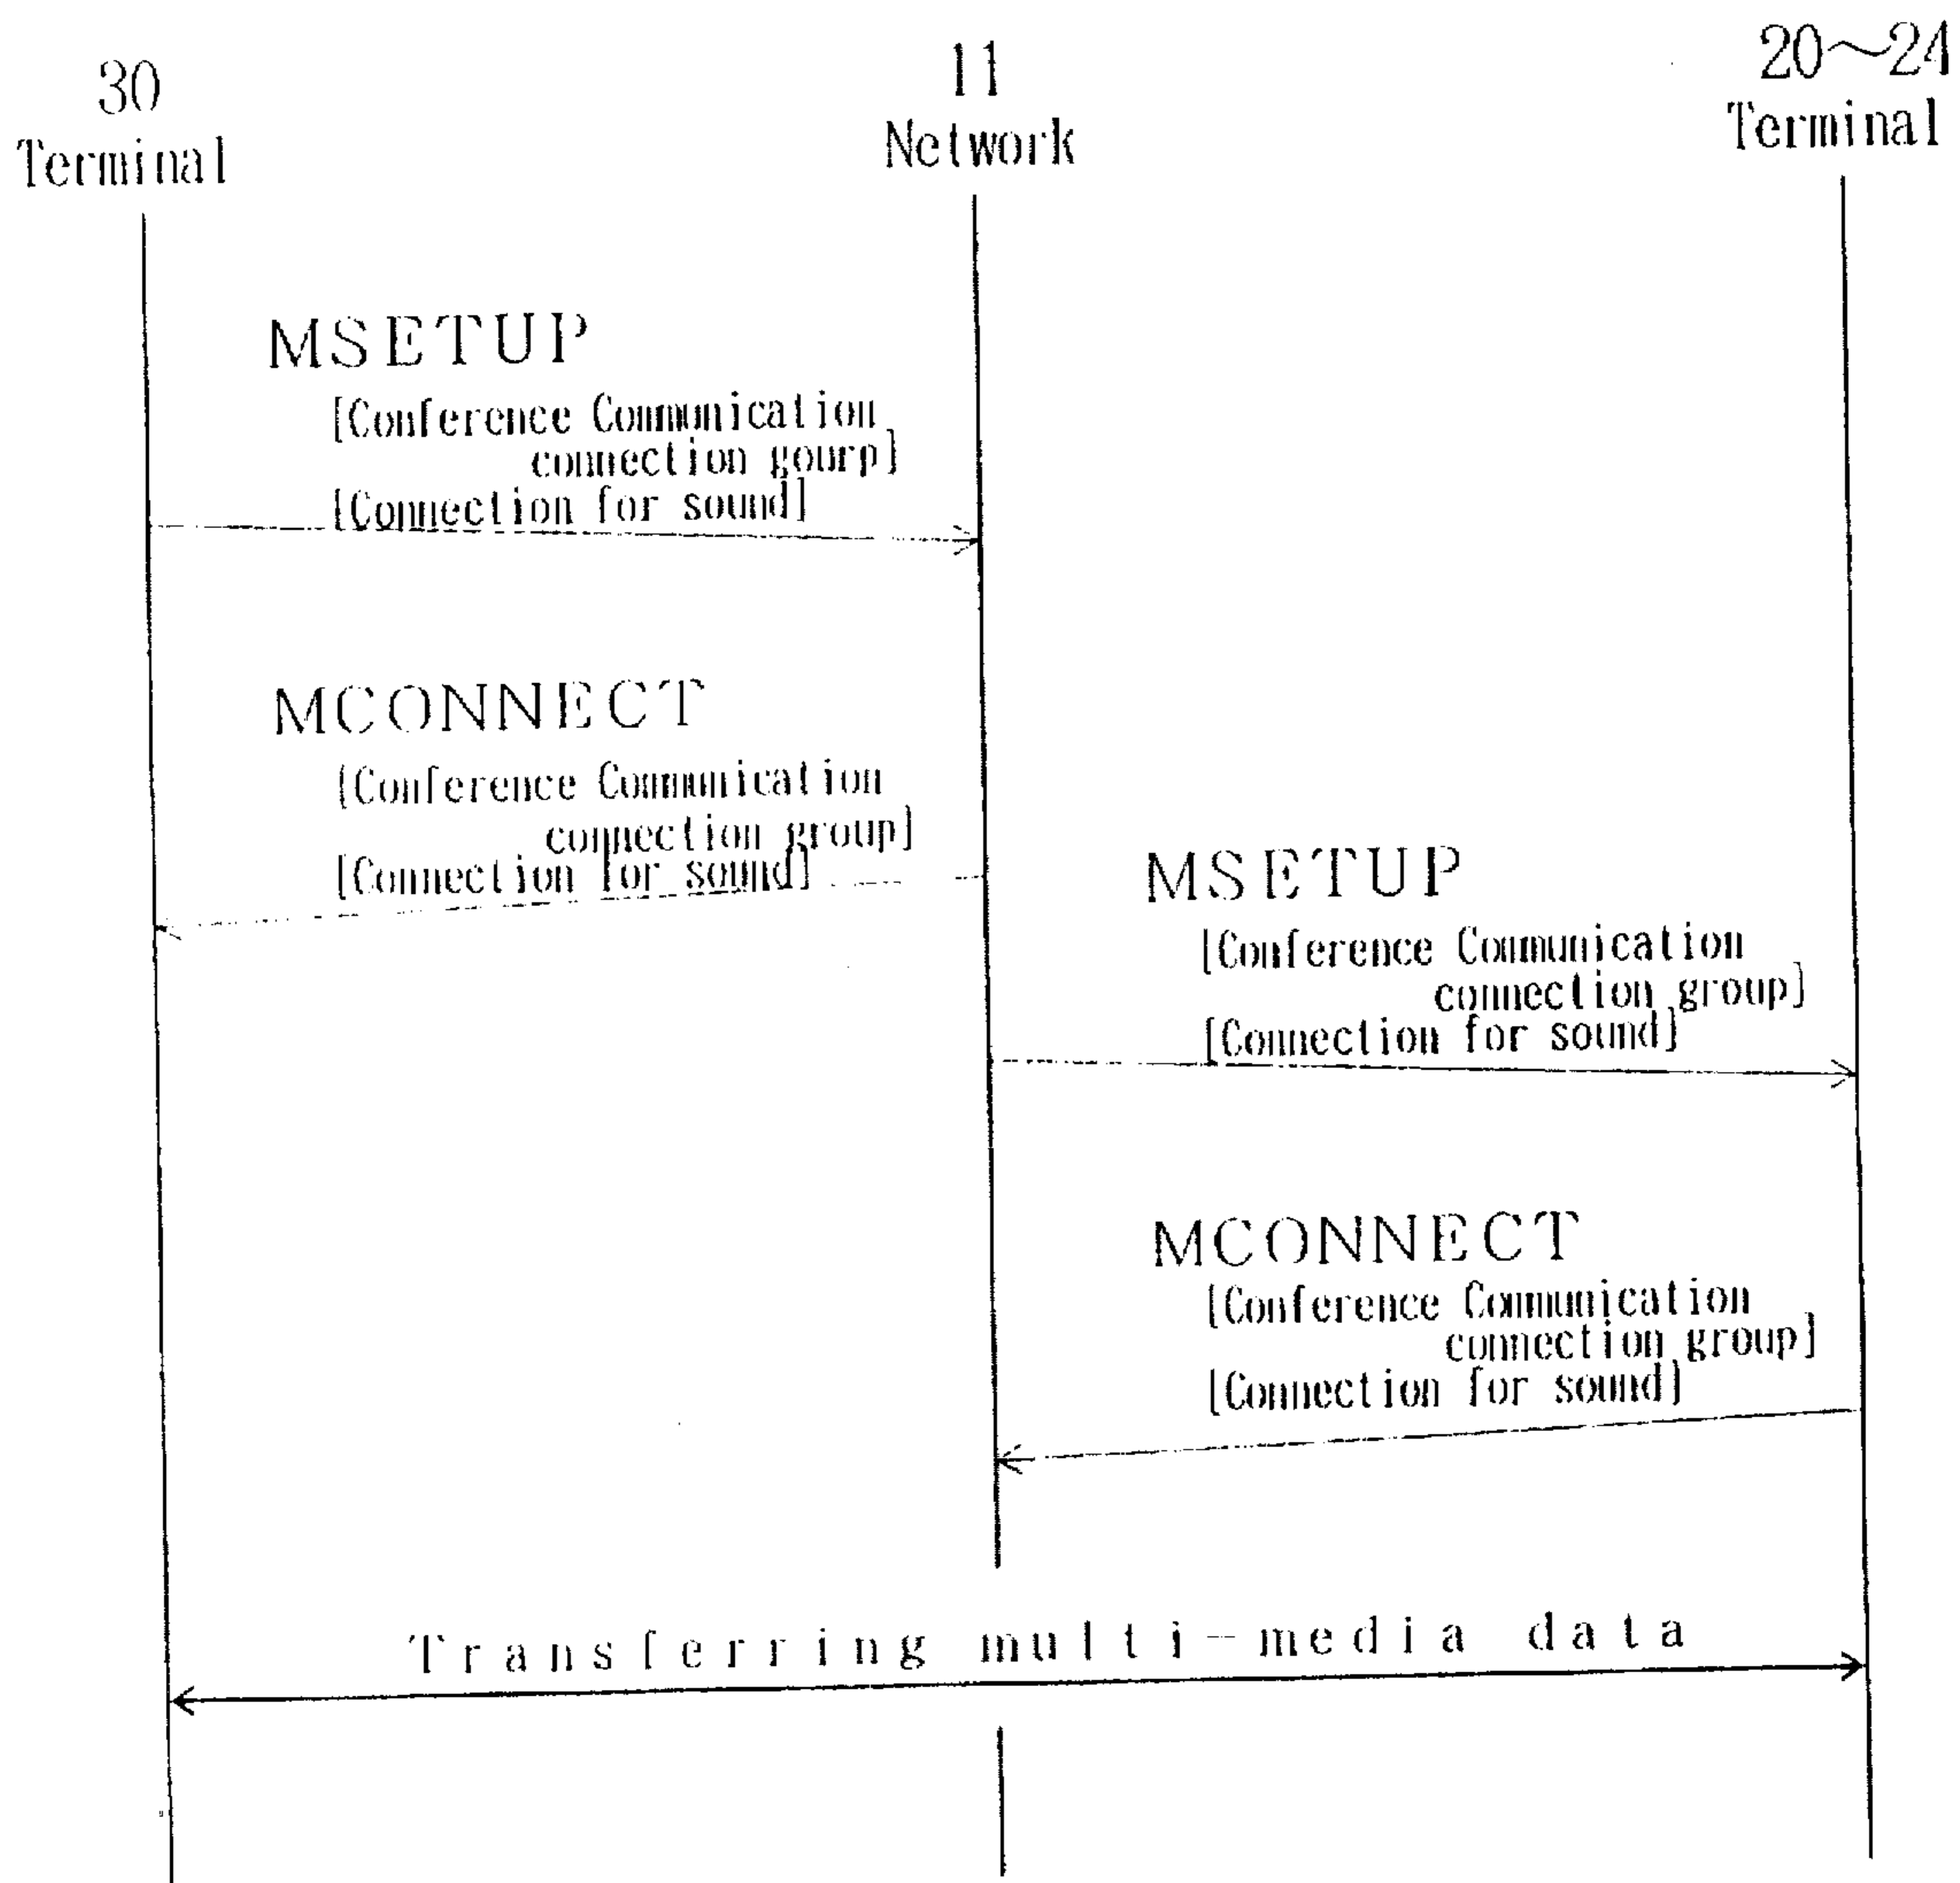 30
Terminal
11
Network
20~24
Terminal
MSETUP
[Conference Communication
connection gourp]
[Connection for sound]
MCONNECT
[Conference Communication
connection group]
[Connection for sound]
MSETUP
[Conference Communication
connection group]
[Connection for sound]
MCONNECT
[Conference Communication
connection group]
[Connection for sound]
Transferring multi-media data